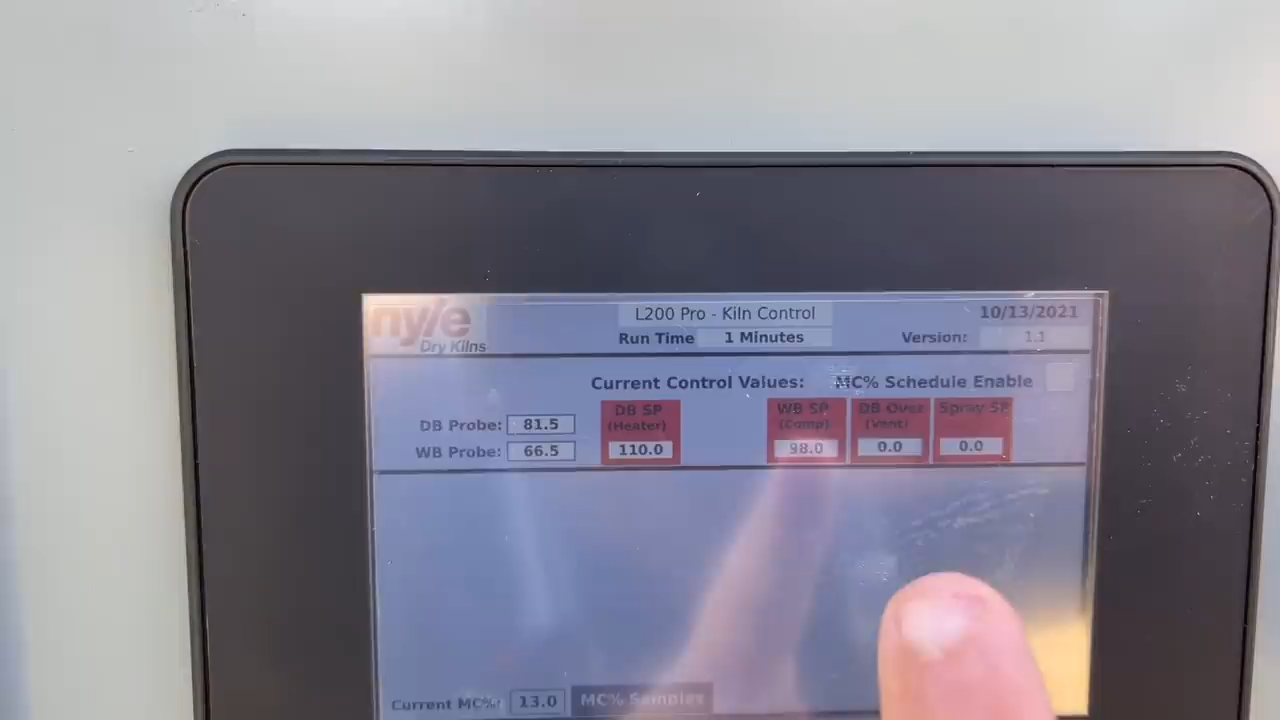 nyle
Dry Kilns
L200 Pro - Kiln Control
10/13/2021
Run Time 1 Minutes
Version: 1.1
Current Control Values: MC% Schedule Enable
DB SP WB SP DB Over Spray SP
(Heater) (Comp) (Vent)
DB Probe: 81.5
110.0 98.0 0.0 0.0
WB Probe: 66.5
Current MC%: 13.0 MC% Samples